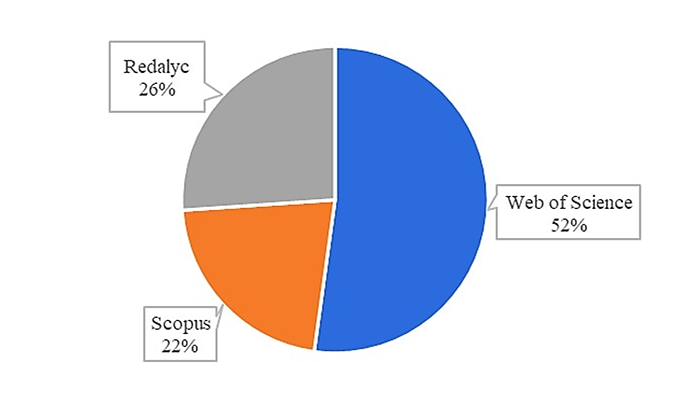 Redalyc
26%
Web of Science
52%
Scopus
22%